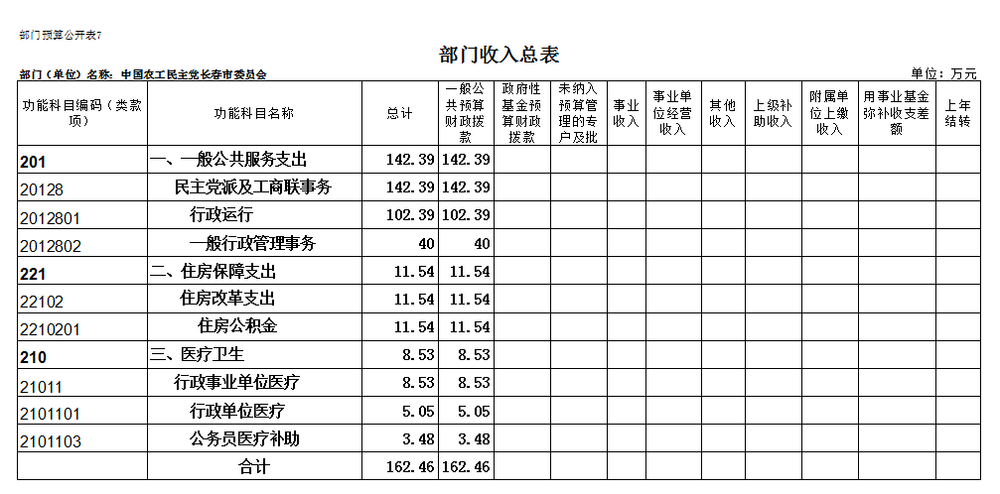 部门预算公开表7
部门收入总表
部门（单位）名称：中国农工民主党长春市委员会 单位：万元
功能科目编码（类款
项）
功能科目名称
总计
一般公
共预算
财政拨
款
政府性
基金预
算财政
拨款
未纳入
预算管
理的专
户及批
事业
收入
事业单
位经营
收入
其他
收入
上级补
助收入
附属单
位上缴
收入
用事业基金
弥补收支差
额
上年
结转
201 一、一般公共服务支出 142.39 142.39
20128 民主党派及工商联事务 142.39 142.39
2012801 行政运行 102.39 102.39
2012802 一般行政管理事务 40 40
221 二、住房保障支出 11.54 11.54
22102 住房改革支出 11.54 11.54
2210201 住房公积金 11.54 11.54
210 三、医疗卫生 8.53 8.53
21011 行政事业单位医疗 8.53 8.53
2101101 行政单位医疗 5.05 5.05
2101103 公务员医疗补助 3.48 3.48
合计 162.46 162.46